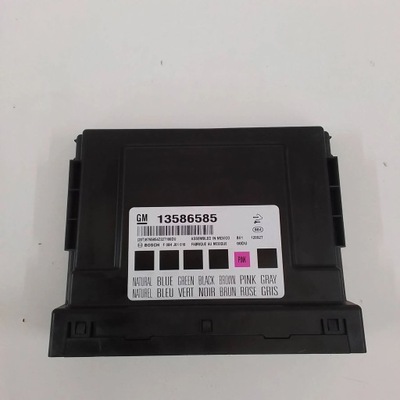 GM 13586585
ASSEMBLED IN MEXICO
BOSCH FABRIQUE AU MEXIQUE
PNK
NATURAL BLUE GREEN BLACK BROWN PINK GRAY
NATUREL BLEU VERT NOIR BRUN ROSE GRIS